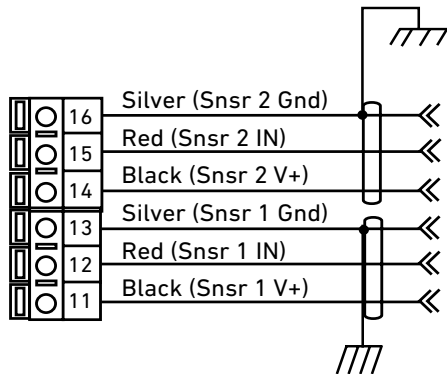 16 Silver (Snsr 2 Gnd)
15 Red (Snsr 2 IN)
14 Black (Snsr 2 V+)
13 Silver (Snsr 1 Gnd)
12 Red (Snsr 1 IN)
11 Black (Snsr 1 V+)